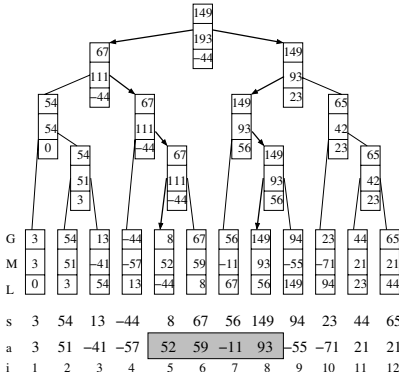 149
193
−44
67 149
111 93
−44 23
54 67 149 65
54 111 93 42
0 −44 56 23
54 67 149 65
51 111 93 42
3 −44 56 23
G 3 54 13 −44 8 67 56 149 94 23 44 65
M 3 51 −41 −57 52 59 −11 93 −55 −71 21 21
L 0 3 54 13 −44 8 67 56 149 94 23 44
s 3 54 13 −44 8 67 56 149 94 23 44 65
a 3 51 −41 −57 52 59 −11 93 −55 −71 21 21
i 1 2 3 4 5 6 7 8 9 10 11 12